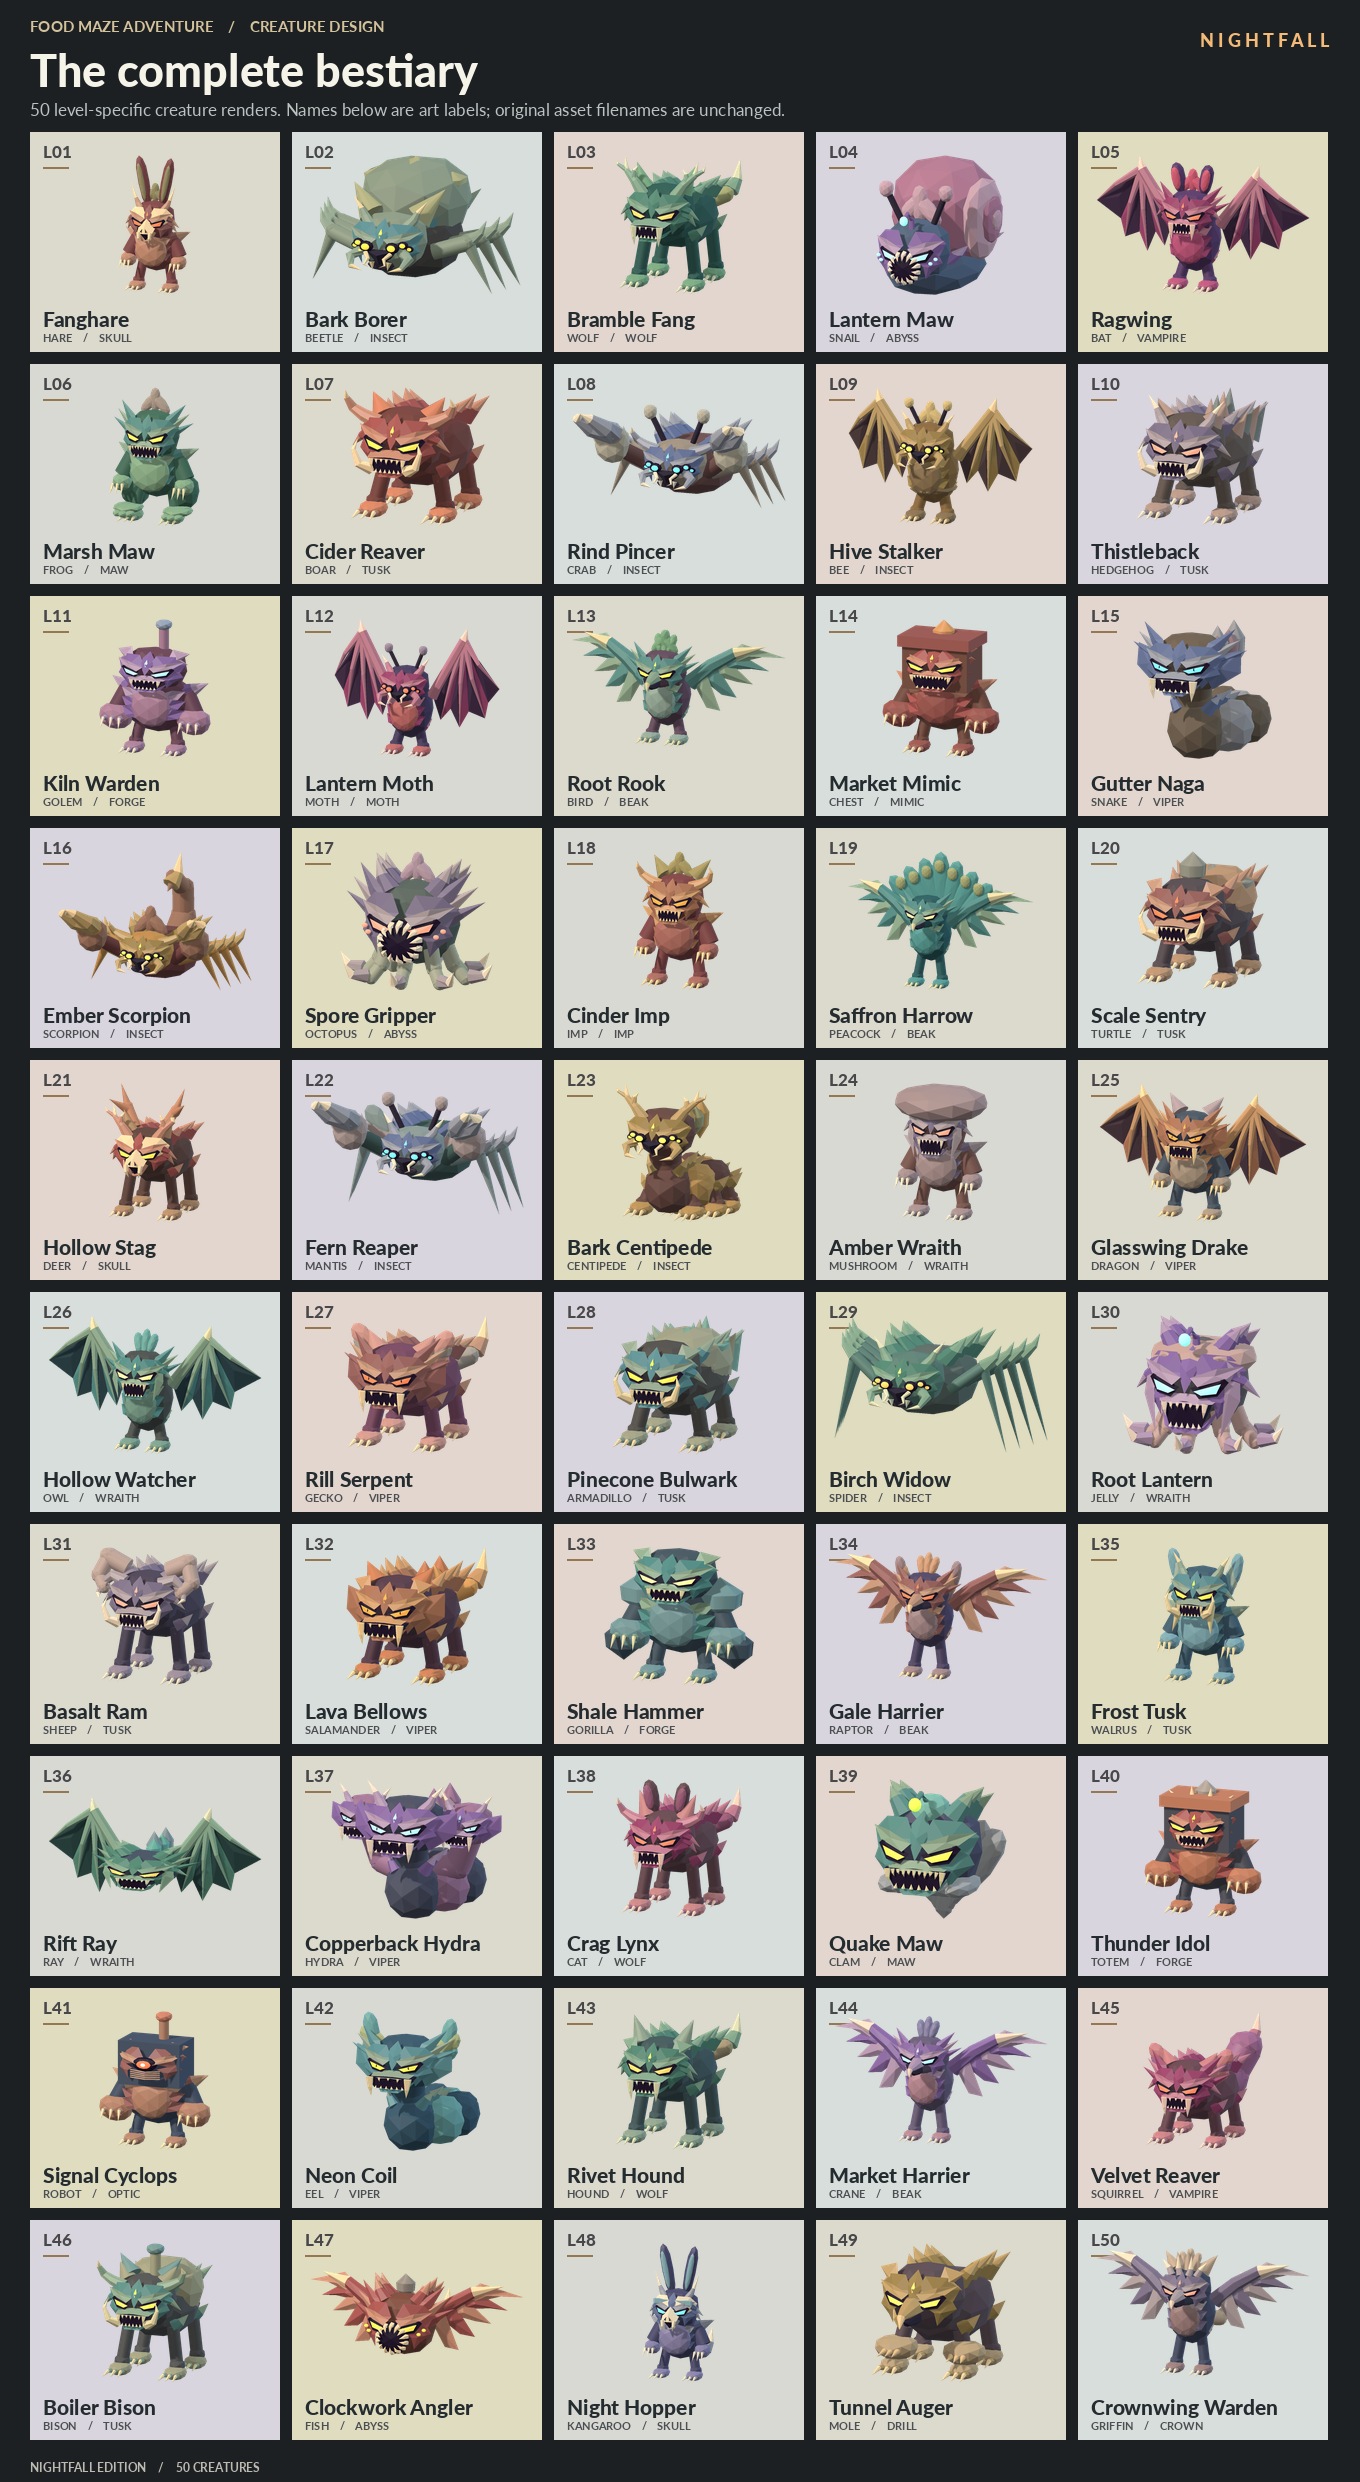 FOOD MAZE ADVENTURE / CREATURE DESIGN
NIGHTFALL
The complete bestiary
50 level-specific creature renders. Names below are art labels; original asset filenames are unchanged.
L01
Fanghare
HARE / SKULL
L02
Bark Borer
BEETLE / INSECT
L03
Bramble Fang
WOLF / WOLF
L04
Lantern Maw
SNAIL / ABYSS
L05
Ragwing
BAT / VAMPIRE
L06
Marsh Maw
FROG / MAW
L07
Cider Reaver
BOAR / TUSK
L08
Rind Pincer
CRAB / INSECT
L09
Hive Stalker
BEE / INSECT
L10
Thistleback
HEDGEHOG / TUSK
L11
Kiln Warden
GOLEM / FORGE
L12
Lantern Moth
MOTH / MOTH
L13
Root Rook
BIRD / BEAK
L14
Market Mimic
CHEST / MIMIC
L15
Gutter Naga
SNAKE / VIPER
L16
Ember Scorpion
SCORPION / INSECT
L17
Spore Gripper
OCTOPUS / ABYSS
L18
Cinder Imp
IMP / IMP
L19
Saffron Harrow
PEACOCK / BEAK
L20
Scale Sentry
TURTLE / TUSK
L21
Hollow Stag
DEER / SKULL
L22
Fern Reaper
MANTIS / INSECT
L23
Bark Centipede
CENTIPEDE / INSECT
L24
Amber Wraith
MUSHROOM / WRAITH
L25
Glasswing Drake
DRAGON / VIPER
L26
Hollow Watcher
OWL / WRAITH
L27
Rill Serpent
GECKO / VIPER
L28
Pinecone Bulwark
ARMADILLO / TUSK
L29
Birch Widow
SPIDER / INSECT
L30
Root Lantern
JELLY / WRAITH
L31
Basalt Ram
SHEEP / TUSK
L32
Lava Bellows
SALAMANDER / VIPER
L33
Shale Hammer
GORILLA / FORGE
L34
Gale Harrier
RAPTOR / BEAK
L35
Frost Tusk
WALRUS / TUSK
L36
Rift Ray
RAY / WRAITH
L37
Copperback Hydra
HYDRA / VIPER
L38
Crag Lynx
CAT / WOLF
L39
Quake Maw
CLAM / MAW
L40
Thunder Idol
TOTEM / FORGE
L41
Signal Cyclops
ROBOT / OPTIC
L42
Neon Coil
EEL / VIPER
L43
Rivet Hound
HOUND / WOLF
L44
Market Harrier
CRANE / BEAK
L45
Velvet Reaver
SQUIRREL / VAMPIRE
L46
Boiler Bison
BISON / TUSK
L47
Clockwork Angler
FISH / ABYSS
L48
Night Hopper
KANGAROO / SKULL
L49
Tunnel Auger
MOLE / DRILL
L50
Crownwing Warden
GRIFFIN / CROWN
NIGHTFALL EDITION / 50 CREATURES